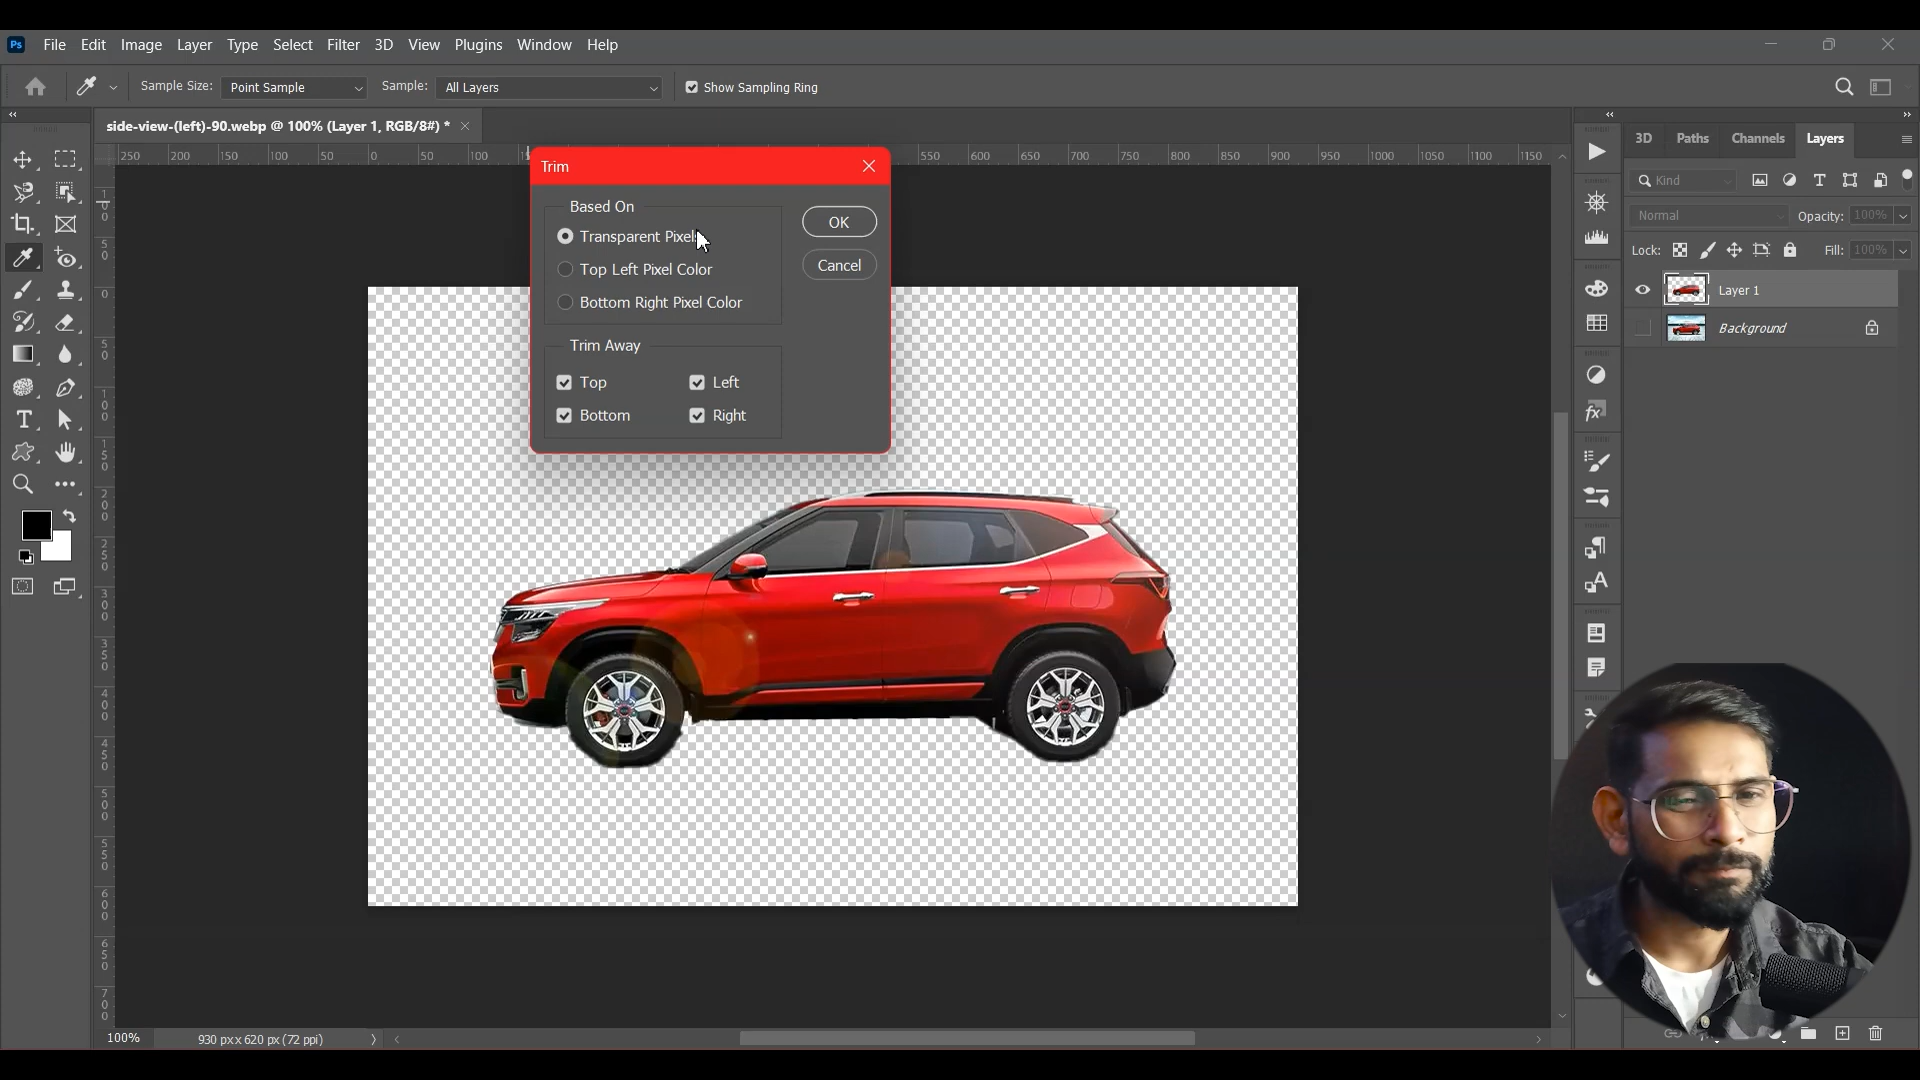 Ps File Edit Image Layer Type Select Filter 3D View Plugins Window Help
Sample Size: Point Sample Sample: All Layers Show Sampling Ring
side-view-(left)-90.webp @ 100% (Layer 1, RGB/8#) *
3D Paths Channels Layers
250 200 150 100 50 0 50 100 550 600 650 700 750 800 850 900 950 1000 1050 1100 1150
Trim
Based On
Transparent Pixels
Top Left Pixel Color
Bottom Right Pixel Color
OK
Cancel
Trim Away
Top Left
Bottom Right
Kind
Normal Opacity: 100%
Lock: Fill: 100%
Layer 1
Background
100% 930 px x 620 px (72 ppi)